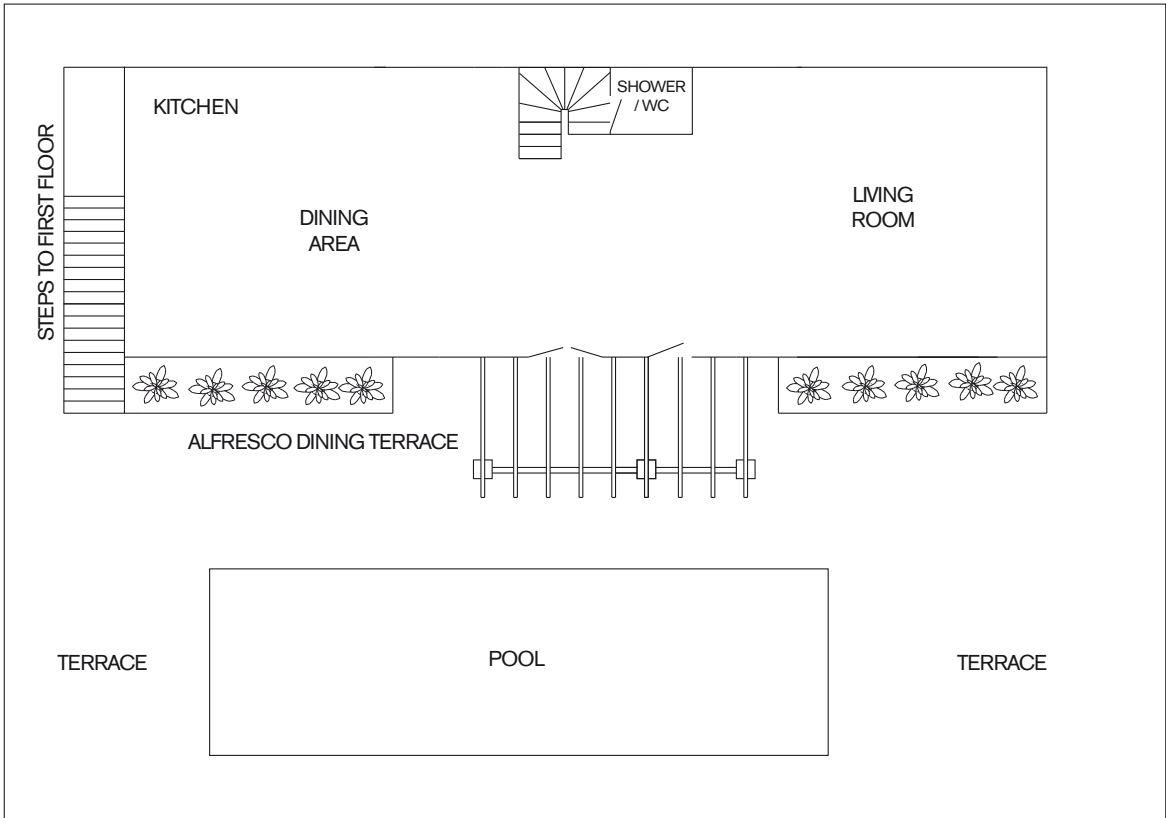 KITCHEN
SHOWER
/ WC
STEPS TO FIRST FLOOR
DINING
AREA
LIVING
ROOM
ALFRESCO DINING TERRACE
TERRACE
POOL
TERRACE